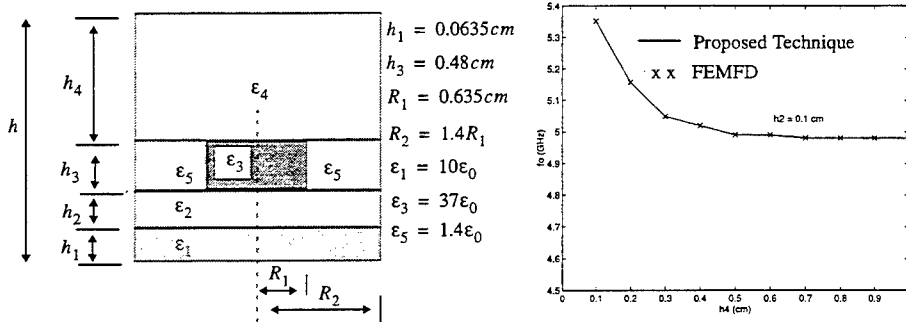 h
h4
h3
h2
h1
ε4
ε3
ε5
ε5
ε2
ε1
R1
R2
h1 = 0.0635cm
h3 = 0.48cm
R1 = 0.635cm
R2 = 1.4R1
ε1 = 10ε0
ε3 = 37ε0
ε5 = 1.4ε0
Proposed Technique
×× FEMFD
h2 = 0.1 cm
fo (GHz)
5.4
5.3
5.2
5.1
5
4.9
4.8
4.7
4.6
4.5
0 0.1 0.2 0.3 0.4 0.5 0.6 0.7 0.8 0.9 1
h4 (cm)